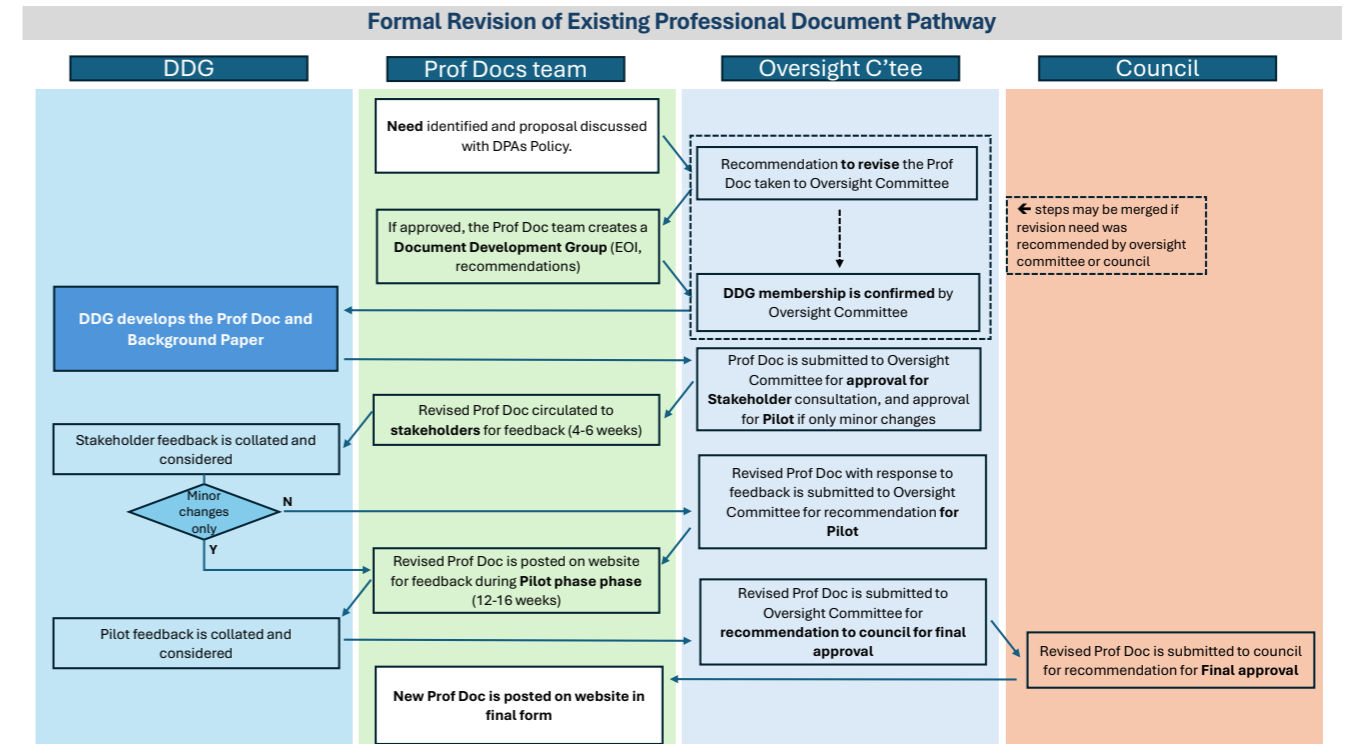 Formal Revision of Existing Professional Document Pathway
DDG
Prof Docs team
Oversight C'tee
Council
Need identified and proposal discussed
with DPAs Policy.
Recommendation to revise the Prof
Doc taken to Oversight Committee
If approved, the Prof Doc team creates a
Document Development Group (EOI,
recommendations)
← steps may be merged if
revision need was
recommended by oversight
committee or council
DDG membership is confirmed by
Oversight Committee
DDG develops the Prof Doc and
Background Paper
Prof Doc is submitted to Oversight
Committee for approval for
Stakeholder consultation, and approval
for Pilot if only minor changes
Revised Prof Doc circulated to
stakeholders for feedback (4-6 weeks)
Stakeholder feedback is collated and
considered
Minor
changes
only
N
Y
Revised Prof Doc with response to
feedback is submitted to Oversight
Committee for recommendation for
Pilot
Revised Prof Doc is posted on website
for feedback during Pilot phase phase
(12-16 weeks)
Pilot feedback is collated and
considered
Revised Prof Doc is submitted to
Oversight Committee for
recommendation to council for final
approval
Revised Prof Doc is submitted to council
for recommendation for Final approval
New Prof Doc is posted on website in
final form